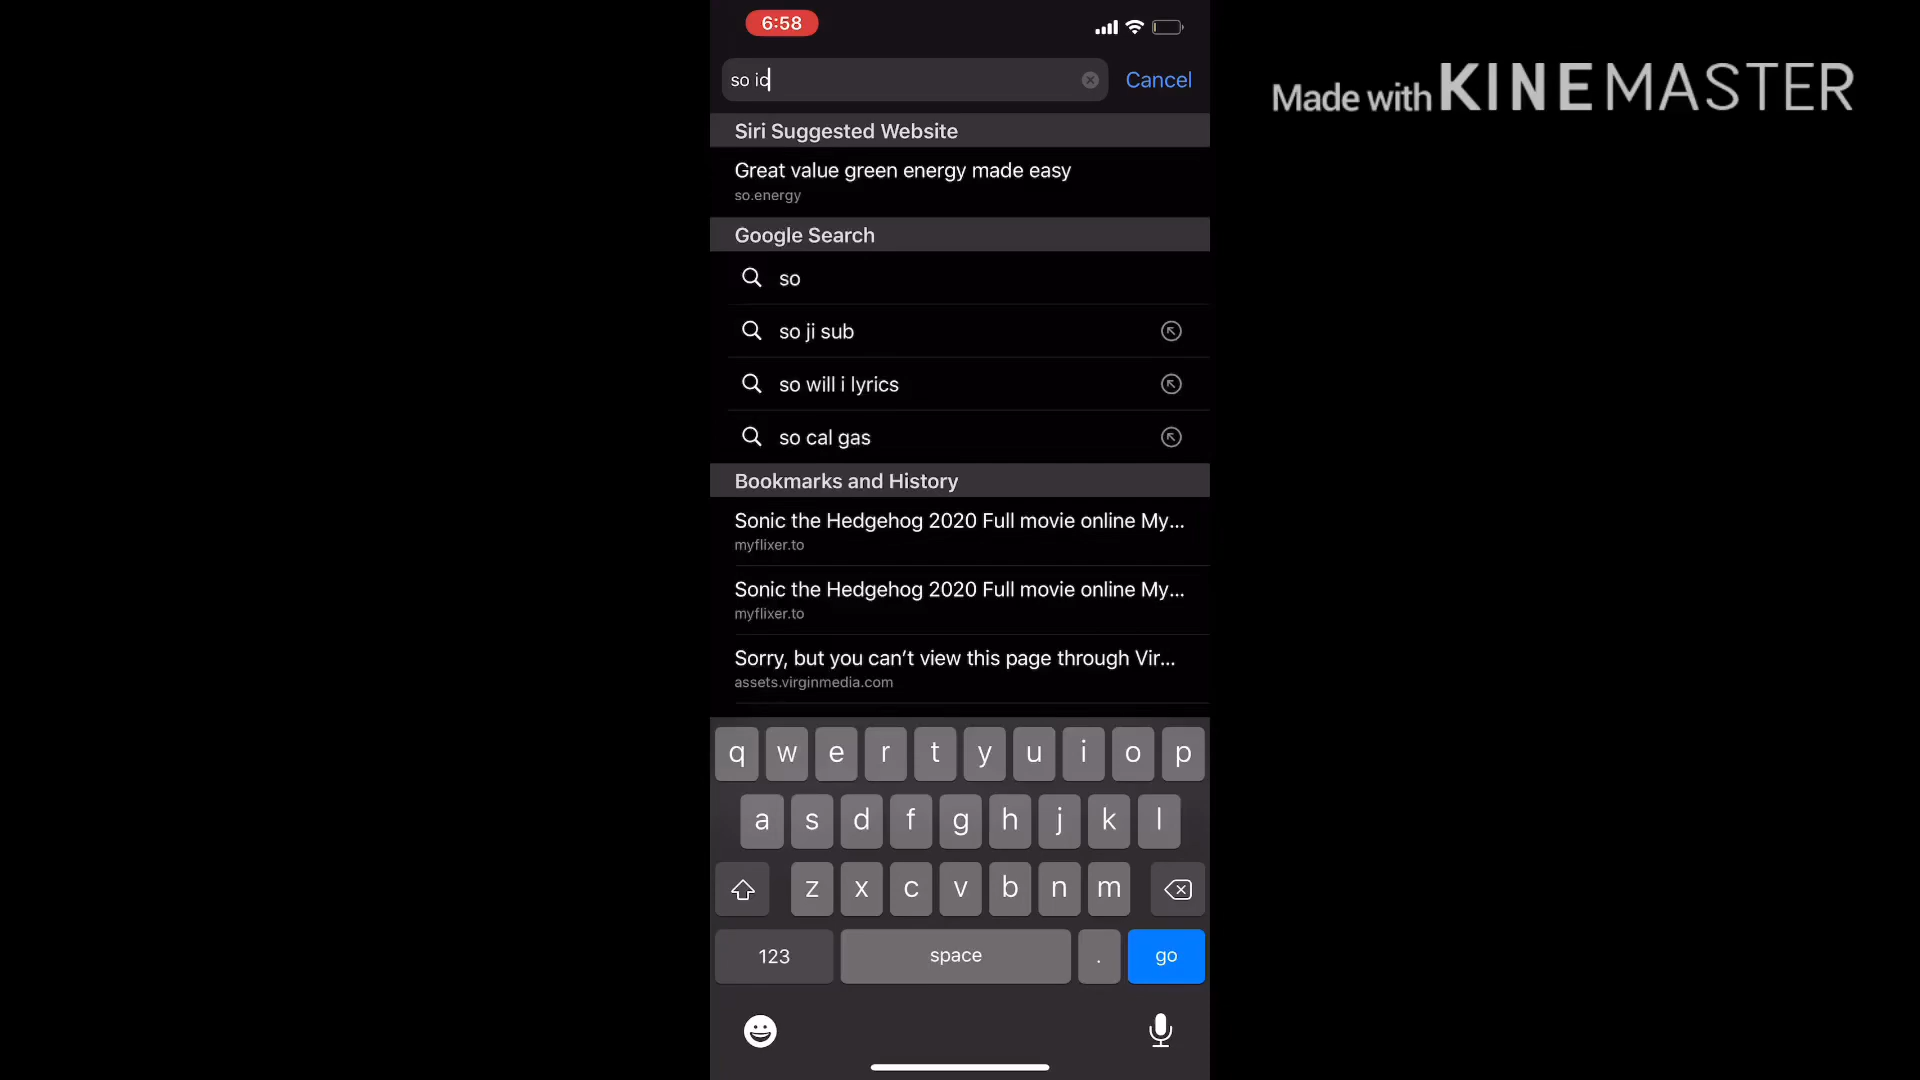 6:58
so ic
Cancel
Made with KINEMASTER
Siri Suggested Website
Great value green energy made easy
so.energy
Google Search
so
so ji sub
so will i lyrics
so cal gas
Bookmarks and History
Sonic the Hedgehog 2020 Full movie online My...
myflixer.to
Sonic the Hedgehog 2020 Full movie online My...
myflixer.to
Sorry, but you can’t view this page through Vir...
assets.virginmedia.com
q w e r t y u i o p
a s d f g h j k l
z x c v b n m
123 space . go